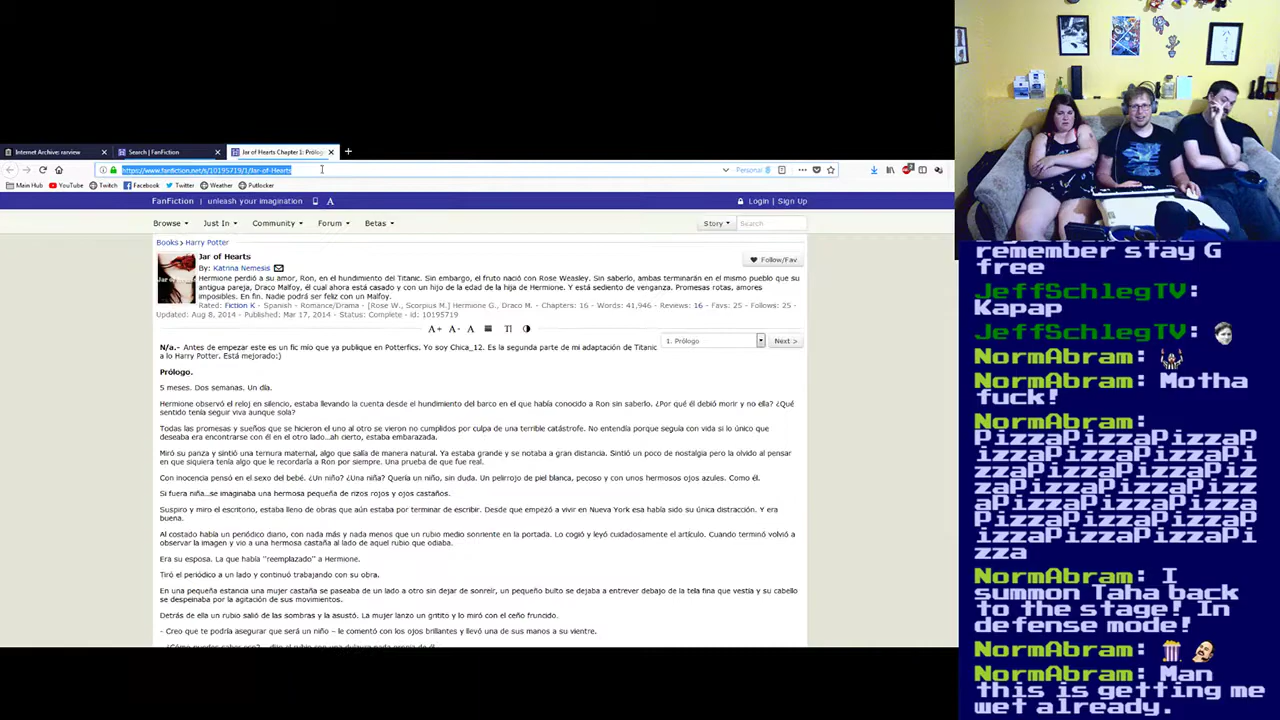 Internet Archive: rarview
Search | FanFiction
Jar of Hearts Chapter 1: Prólog
https://www.fanfiction.net/s/10195719/1/Jar-of-Hearts
Personal
Main Hub YouTube Twitch Facebook Twitter Weather Putlocker
FanFiction unleash your imagination Login | Sign Up
Browse Just In Community Forum Betas Story Search
Books > Harry Potter
Jar of Hearts
Follow/Fav
By: Katrina Nemesis
Hermione perdió a su amor, Ron, en el hundimiento del Titanic. Sin embargo, el fruto nació con Rose Weasley. Sin saberlo, ambas terminarán en el mismo pueblo que su
antigua pareja, Draco Malfoy, él cual ahora está casado y con un hijo de la edad de la hija de Hermione. Y está sediento de venganza. Promesas rotas, amores
imposibles. En fin. Nadie podrá ser feliz con un Malfoy.
Rated: Fiction K - Spanish - Romance/Drama - [Rose W., Scorpius M.] Hermione G., Draco M. - Chapters: 16 - Words: 41,946 - Reviews: 16 - Favs: 25 - Follows: 25 -
Updated: Aug 8, 2014 - Published: Mar 17, 2014 - Status: Complete - id: 10195719
A+ A- A
1. Prólogo Next >
N/a.- Antes de empezar este es un fic mío que ya publique en Potterfics. Yo soy Chica_12. Es la segunda parte de mi adaptación de Titanic
a lo Harry Potter. Está mejorado:)
Prólogo.
5 meses. Dos semanas. Un día.
Hermione observó el reloj en silencio, estaba llevando la cuenta desde el hundimiento del barco en el que había conocido a Ron sin saberlo. ¿Por qué él debió morir y no ella? ¿Qué
sentido tenía seguir viva aunque sola?
Todas las promesas y sueños que se hicieron el uno al otro se vieron no cumplidos por culpa de una terrible catástrofe. No entendía porque seguía con vida si lo único que
deseaba era encontrarse con él en el otro lado...ah cierto, estaba embarazada.
Miró su panza y sintió una ternura maternal, algo que salía de manera natural. Ya estaba grande y se notaba a gran distancia. Sintió un poco de nostalgia pero la olvido al pensar
en que siquiera tenía algo que le recordaría a Ron por siempre. Una prueba de que fue real.
Con inocencia pensó en el sexo del bebé. ¿Un niño? ¿Una niña? Quería un niño, sin duda. Un pelirrojo de piel blanca, pecoso y con unos hermosos ojos azules. Como él.
Si fuera niña...se imaginaba una hermosa pequeña de rizos rojos y ojos castaños.
Suspiro y miro el escritorio, estaba lleno de obras que aún estaba por terminar de escribir. Desde que empezó a vivir en Nueva York esa había sido su única distracción. Y era
buena.
Al costado había un periódico diario, con nada más y nada menos que un rubio medio sonriente en la portada. Lo cogió y leyó cuidadosamente el artículo. Cuando terminó volvió a
observar la imagen y vio a una hermosa castaña al lado de aquel rubio que odiaba.
Era su esposa. La que había "reemplazado" a Hermione.
Tiró el periódico a un lado y continuó trabajando con su obra.
En una pequeña estancia una mujer castaña se paseaba de un lado a otro sin dejar de sonreír, un pequeño bulto se dejaba a entrever debajo de la tela fina que vestía y su cabello
se despeinaba por la agitación de sus movimientos.
Detrás de ella un rubio salió de las sombras y la asustó. La mujer lanzo un gritito y lo miró con el ceño fruncido.
- Creo que te podría asegurar que será un niño - le comentó con los ojos brillantes y llevó una de sus manos a su vientre.
remember stay G
free
JeffSchlegTV:
Kapap
JeffSchlegTV:
NormAbram:
NormAbram: Motha
fuck!
NormAbram:
PizzaPizzaPizzaP
izzaPizzaPizzaPi
zzaPizzaPizzaPiz
zaPizzaPizzaPizz
aPizzaPizzaPizza
PizzaPizzaPizzaP
izzaPizzaPizzaPi
zza
NormAbram: I
summon Taha back
to the stage! In
defense mode!
NormAbram:
NormAbram: Man
this is getting me
wet already.